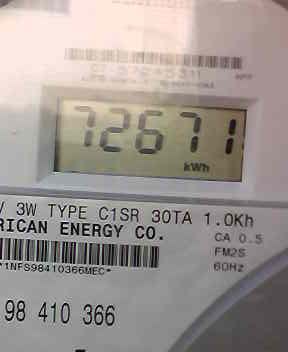 72671
kWh
V 3W TYPE C1SR 30TA 1.0Kh
RICAN ENERGY CO.
CA 0.5
FM2S
60Hz
*1NFS98410366MEC*
98 410 366